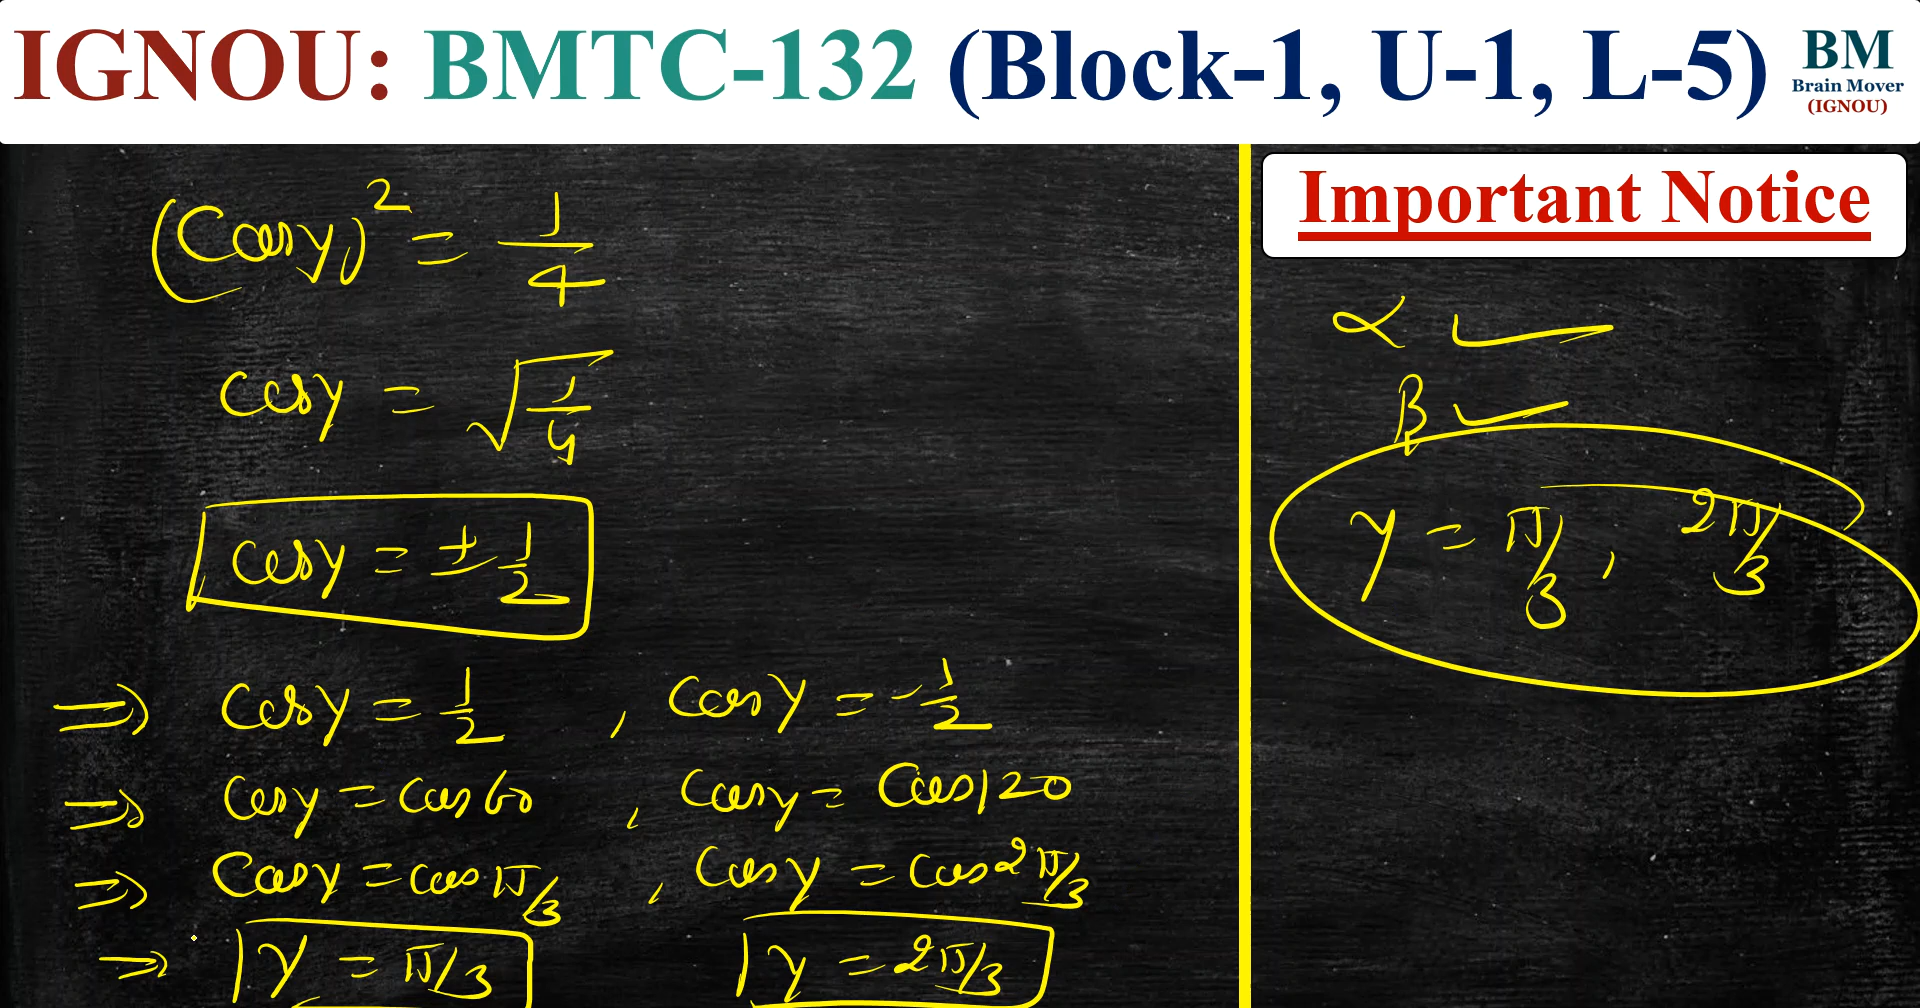 IGNOU: BMTC-132 (Block-1, U-1, L-5)
BM
Brain Mover
(IGNOU)
(Cosγ)² = 1/4
Cosγ = √1/4
Cosγ = ± 1/2
⇒ Cosγ = 1/2 , Cosγ = -1/2
⇒ Cosγ = Cos60 , Cosγ = Cos120
⇒ Cosγ = Cosπ/3 , Cosγ = Cos2π/3
⇒ γ = π/3 γ = 2π/3
Important Notice
α ✓
β ✓
γ = π/3 , 2π/3